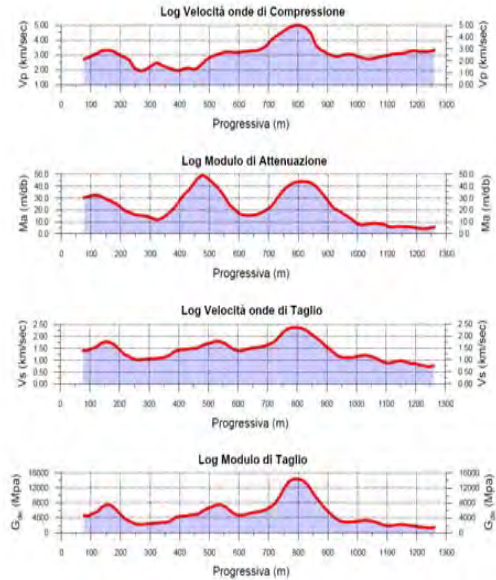 Log Velocità onde di Compressione
Vp (km/sec)
5.00 5.00
4.00 4.00
3.00 3.00
2.00 2.00
1.00 1.00
0.00
Vp (km/sec)
0 100 200 300 400 500 600 700 800 900 1000 1100 1200 1300
Progressiva (m)
Log Modulo di Attenuazione
Ma (m/db)
50.0 50.0
40.0 40.0
30.0 30.0
20.0 20.0
10.0 10.0
0.0 0.0
Ma (m/db)
0 100 200 300 400 500 600 700 800 900 1000 1100 1200 1300
Progressiva (m)
Log Velocità onde di Taglio
Vs (km/sec)
2.50 2.50
2.00 2.00
1.50 1.50
1.00 1.00
0.50 0.50
0.00 0.00
Vs (km/sec)
0 100 200 300 400 500 600 700 800 900 1000 1100 1200 1300
Progressiva (m)
Log Modulo di Taglio
(Mpa)
16000 16000
12000 12000
8000 8000
4000 4000
0 0
(Mpa)
0 100 200 300 400 500 600 700 800 900 1000 1100 1200 1300
Progressiva (m)